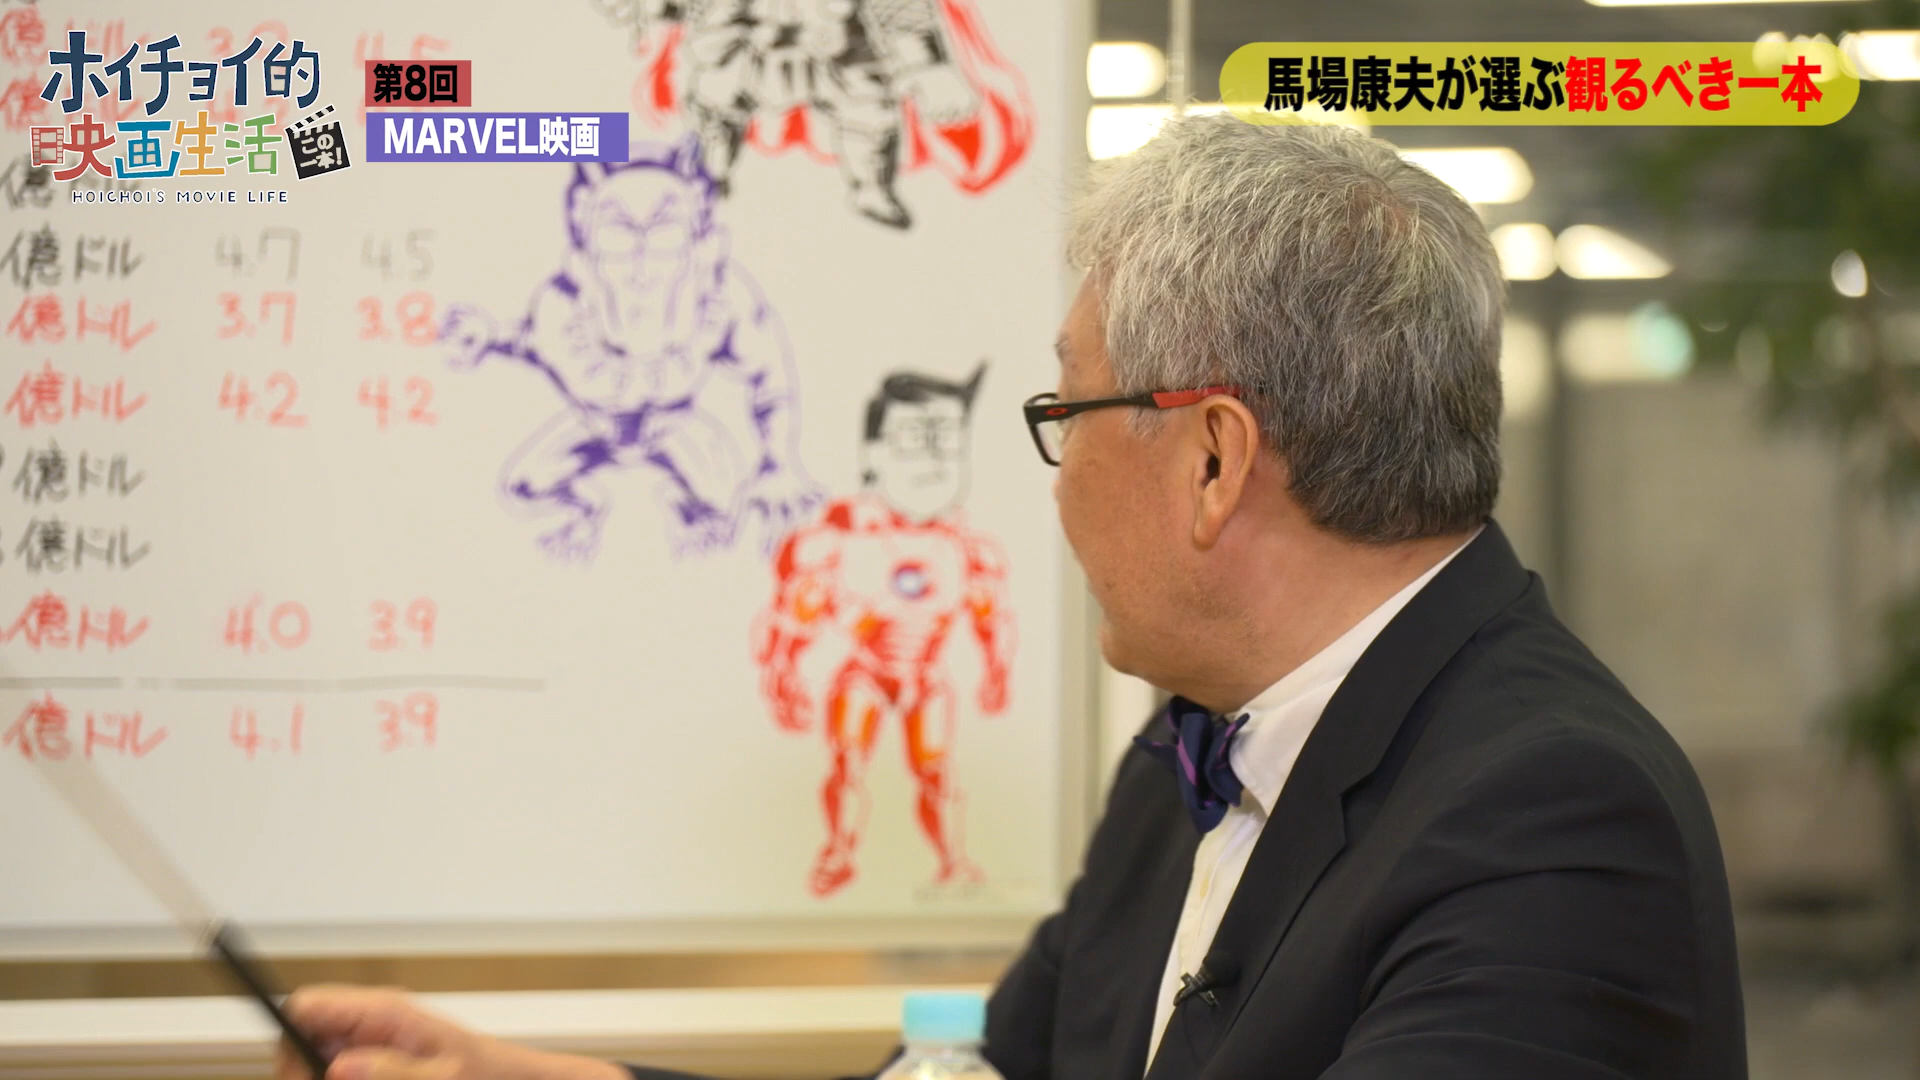 ホイチョイ的
映画生活
この
一本!
HOICHOI'S MOVIE LIFE
第8回
MARVEL映画
馬場康夫が選ぶ観るべき一本
億ドル
億
億ドル 4.7 4.5
億ドル 3.7 3.8
億ドル 4.2 4.2
億ドル
億ドル
億ドル 4.0 3.9
億ドル 4.1 3.9